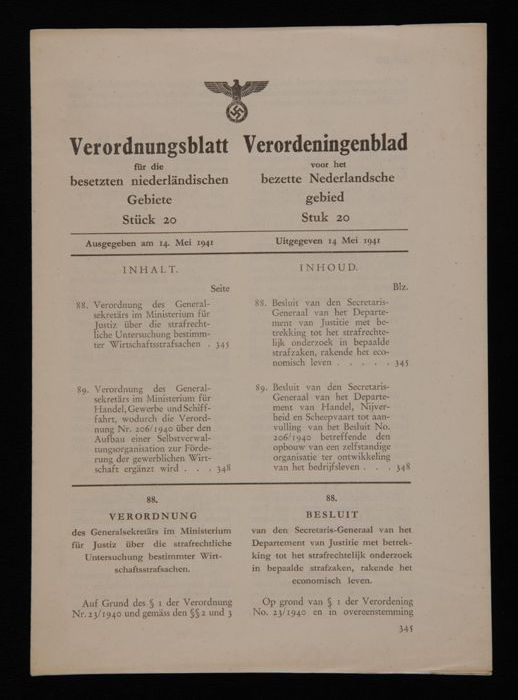 Verordnungsblatt
für die
besetzten niederländischen
Gebiete
Stück 20
Verordeningenblad
voor het
bezette Nederlandsche
gebied
Stuk 20
Ausgegeben am 14. Mei 1941
Uitgegeven 14 Mei 1941
INHALT.
Seite
88. Verordnung des General-
sekretärs im Ministerium für
Justiz über die strafrecht-
liche Untersuchung bestimm-
ter Wirtschaftsstrafsachen . 345
89. Verordnung des General-
sekretärs im Ministerium für
Handel, Gewerbe und Schiff-
fahrt, wodurch die Verord-
nung Nr. 206/1940 über den
Aufbau einer Selbstverwal-
tungsorganisation zur Förde-
rung der gewerblichen Wirt-
schaft ergänzt wird . . . 348
INHOUD.
Blz.
88. Besluit van den Secretaris-
Generaal van het Departe-
ment van Justitie met be-
trekking tot het strafrechte-
lijk onderzoek in bepaalde
strafzaken, rakende het eco-
nomisch leven . . . . . 345
89. Besluit van den Secretaris-
Generaal van het Departe-
ment van Handel, Nijver-
heid en Scheepvaart tot aan-
vulling van het Besluit No.
206/1940 betreffende den
opbouw van een zelfstandige
organisatie ter ontwikkeling
van het bedrijfsleven . . . 348
88.
VERORDNUNG
des Generalsekretärs im Ministerium
für Justiz über die strafrechtliche
Untersuchung bestimmter Wirt-
schaftsstrafsachen.
Auf Grund des § 1 der Verordnung
Nr. 23/1940 und gemäss den §§ 2 und 3
88.
BESLUIT
van den Secretaris-Generaal van het
Departement van Justitie met betrek-
king tot het strafrechtelijk onderzoek
in bepaalde strafzaken, rakende het
economisch leven.
Op grond van § 1 der Verordening
No. 23/1940 en in overeenstemming
345